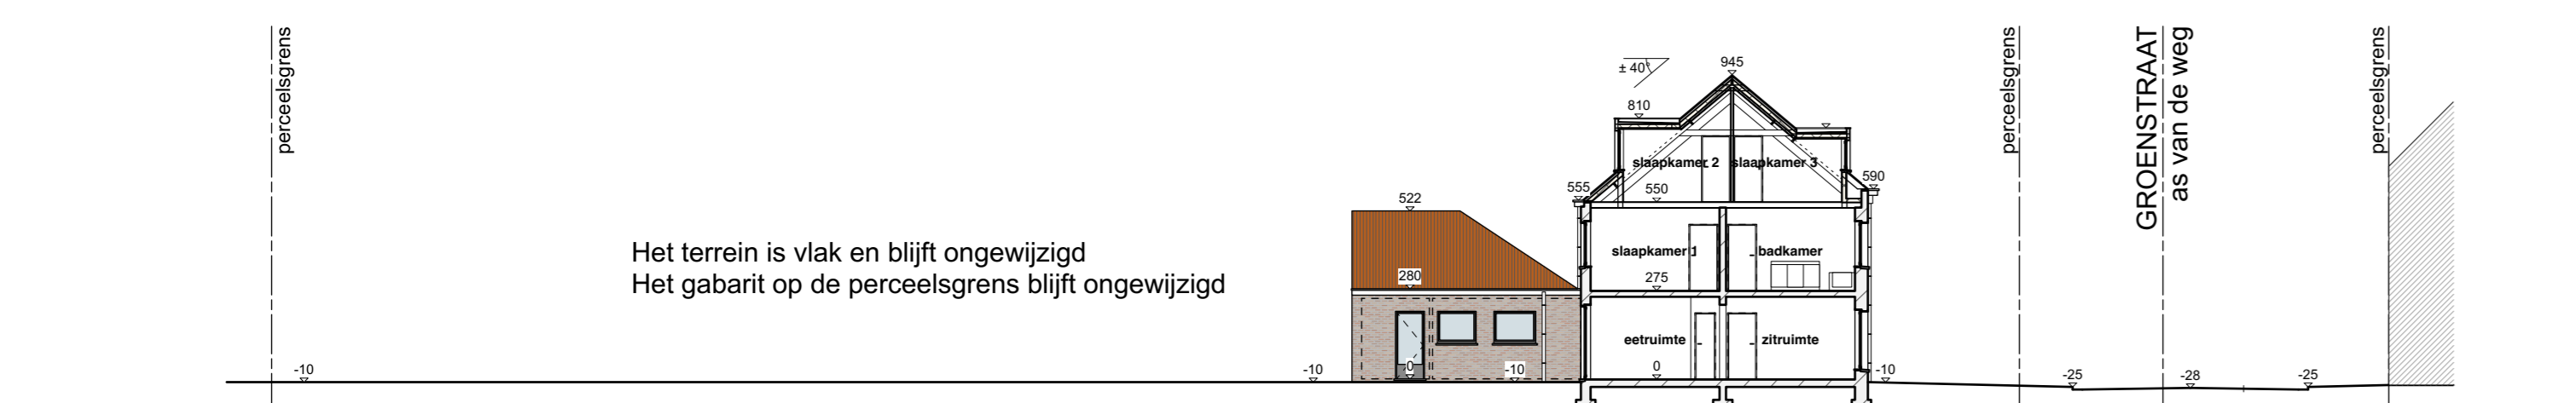 perceelsgrens
Het terrein is vlak en blijft ongewijzigd
Het gabarit op de perceelsgrens blijft ongewijzigd
-10
-10
522
280
0
-10
± 40°
945
810
slaapkamer 2
slaapkamer 3
555
550
590
slaapkamer 1
badkamer
275
eetruimte
zitruimte
0
-10
perceelsgrens
GROENSTRAAT
as van de weg
perceelsgrens
-25
-28
-25